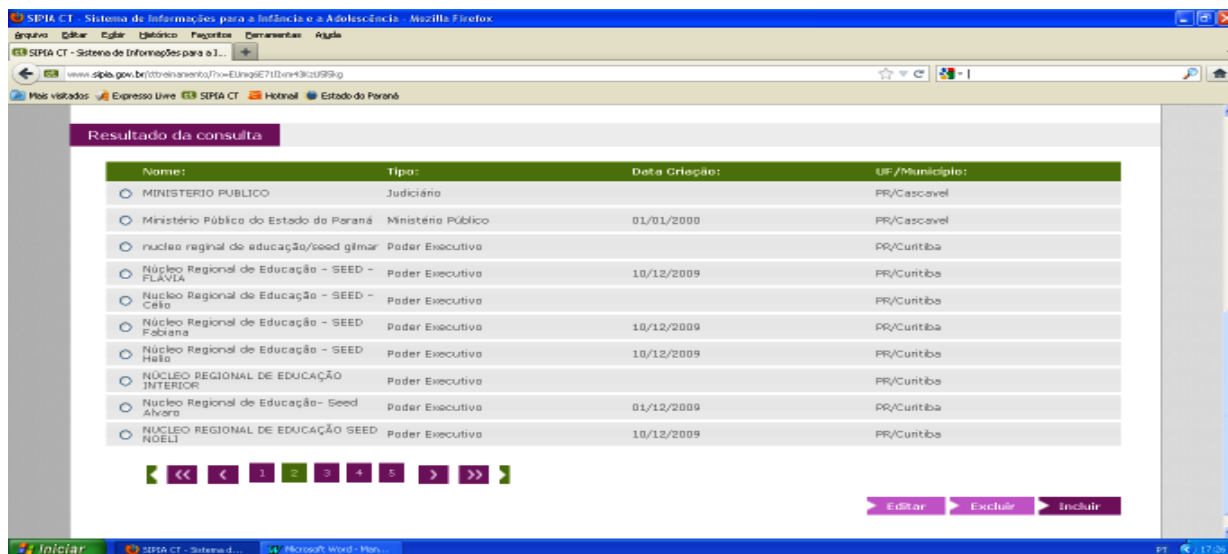 SIPIA CT - Sistema de Informações para a Infância e a Adolescência - Mozilla Firefox
Arquivo Editar Exibir Histórico Favoritos Ferramentas Ajuda
SIPIA CT - Sistema de Informações para a I...
www.sipia.gov.br
Mais visitados Expresso Livre SIPIA CT Hotmail Estado do Paraná
Resultado da consulta
Nome: Tipo: Data Criação: UF/Município:
MINISTERIO PUBLICO Judiciário PR/Cascavel
Ministério Público do Estado do Paraná Ministério Público 01/01/2000 PR/Cascavel
nucleo reginal de educação/seed gilmar Poder Executivo PR/Curitiba
Núcleo Regional de Educação - SEED - FLÁVIA Poder Executivo 10/12/2009 PR/Curitiba
Nucleo Regional de Educação - SEED - Célio Poder Executivo PR/Curitiba
Núcleo Regional de Educação - SEED Fabiana Poder Executivo 10/12/2009 PR/Curitiba
Núcleo Regional de Educação - SEED Helio Poder Executivo 10/12/2009 PR/Curitiba
NÚCLEO REGIONAL DE EDUCAÇÃO INTERIOR Poder Executivo PR/Curitiba
Nucleo Regional de Educação- Seed Alvaro Poder Executivo 01/12/2009 PR/Curitiba
NUCLEO REGIONAL DE EDUCAÇÃO SEED NOELI Poder Executivo 10/12/2009 PR/Curitiba
1 2 3 4 5
Editar Excluir Incluir
Iniciar SIPIA CT - Sistema d... Microsoft Word - Man... PT